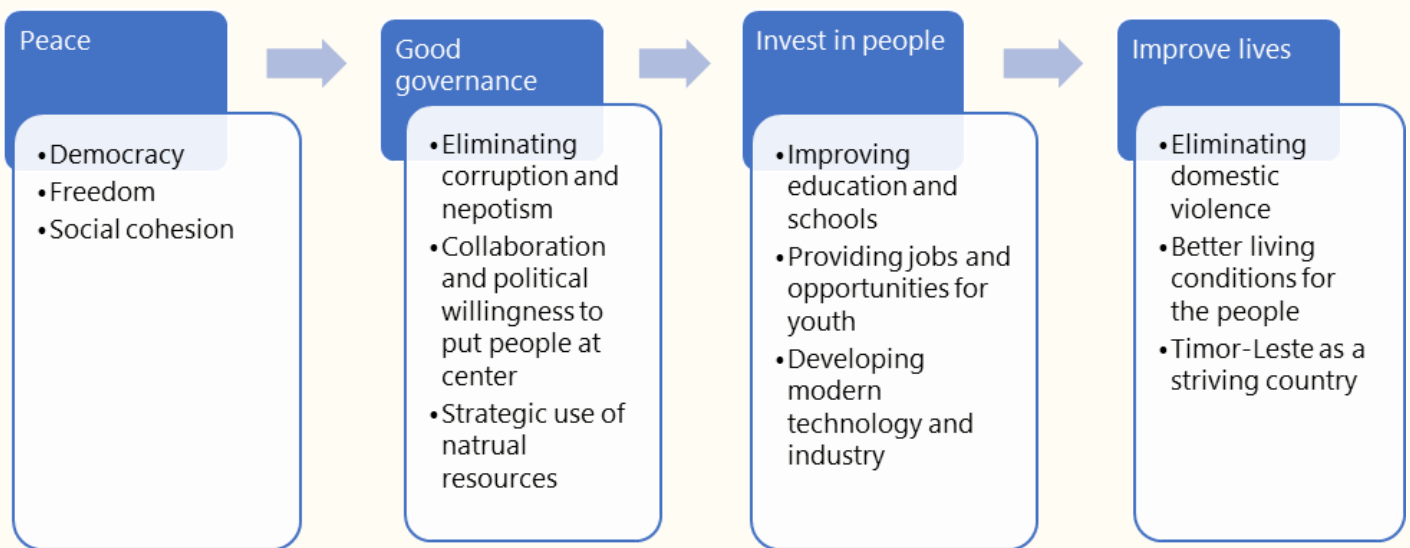 Peace
•Democracy
•Freedom
•Social cohesion
Good
governance
•Eliminating
corruption and
nepotism
•Collaboration
and political
willingness to
put people at
center
•Strategic use of
natrual
resources
Invest in people
•Improving
education and
schools
•Providing jobs and
opportunities for
youth
•Developing
modern
technology and
industry
Improve lives
•Eliminating
domestic
violence
•Better living
conditions for
the people
•Timor-Leste as a
striving country